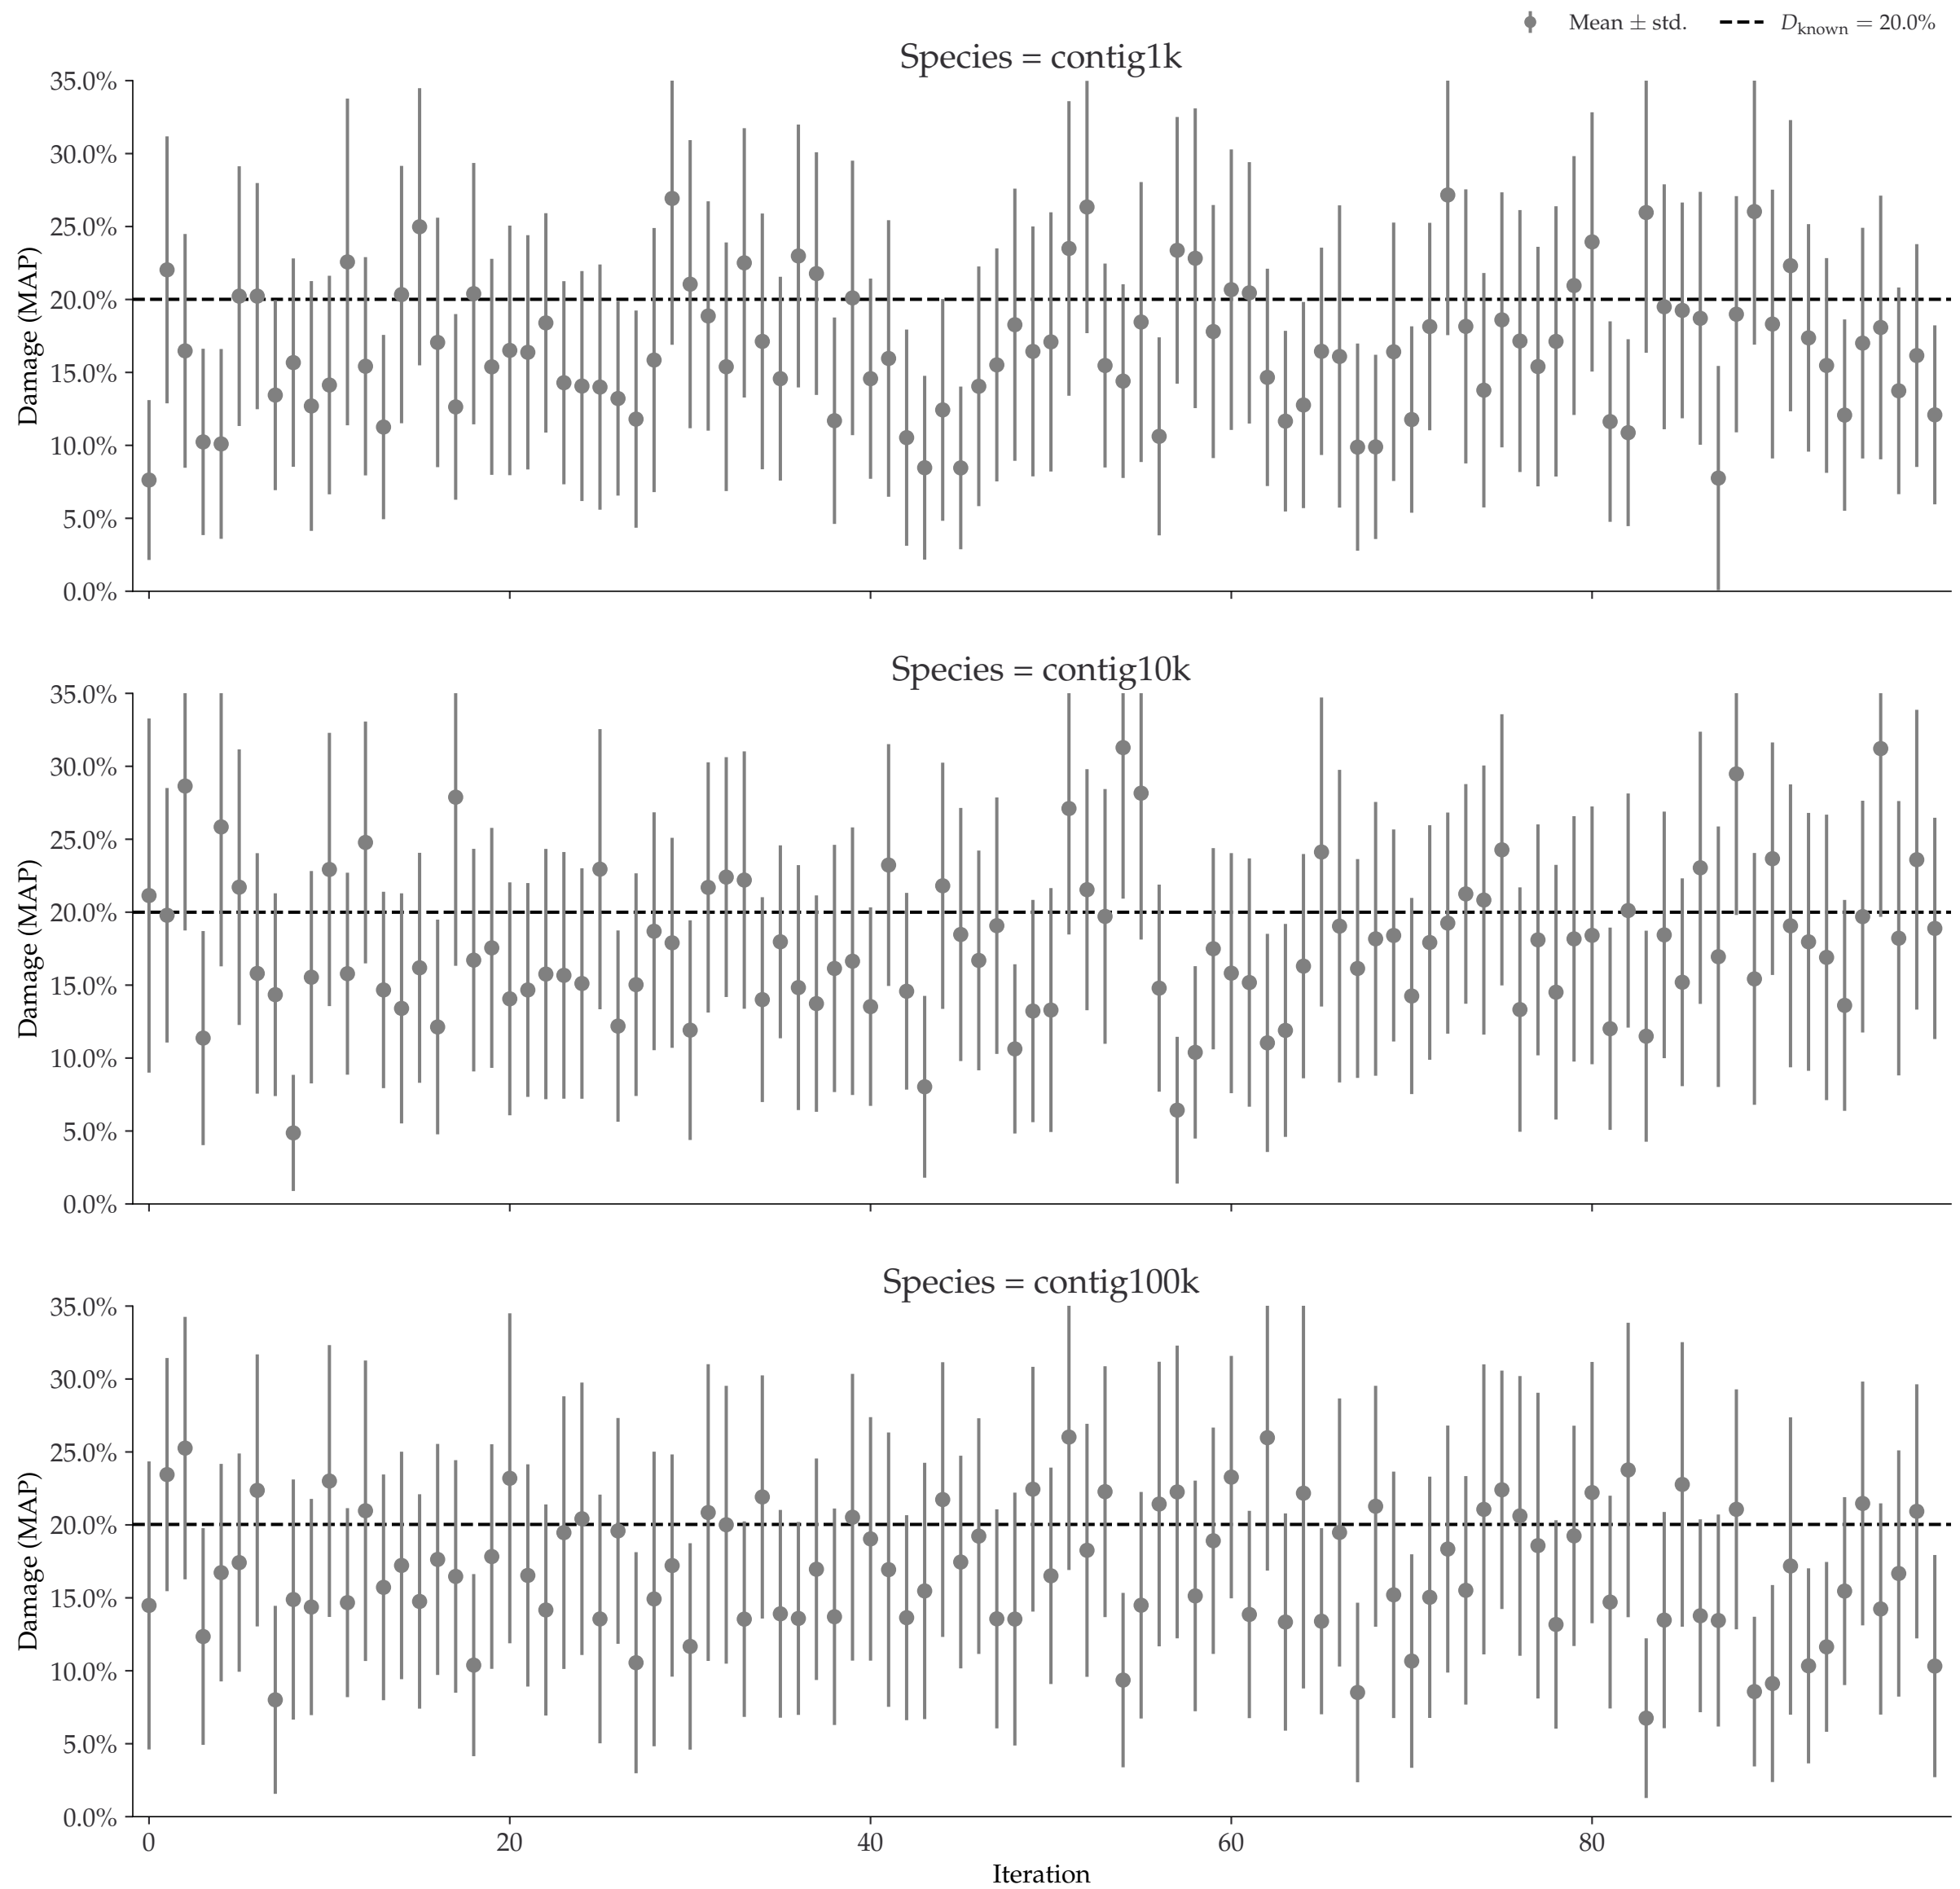 Mean ± std. D_known = 20.0%
Species = contig1k
35.0%
30.0%
25.0%
20.0%
15.0%
10.0%
5.0%
0.0%
Damage (MAP)
Species = contig10k
35.0%
30.0%
25.0%
20.0%
15.0%
10.0%
5.0%
0.0%
Damage (MAP)
Species = contig100k
35.0%
30.0%
25.0%
20.0%
15.0%
10.0%
5.0%
0.0%
Damage (MAP)
0 20 40 60 80
Iteration